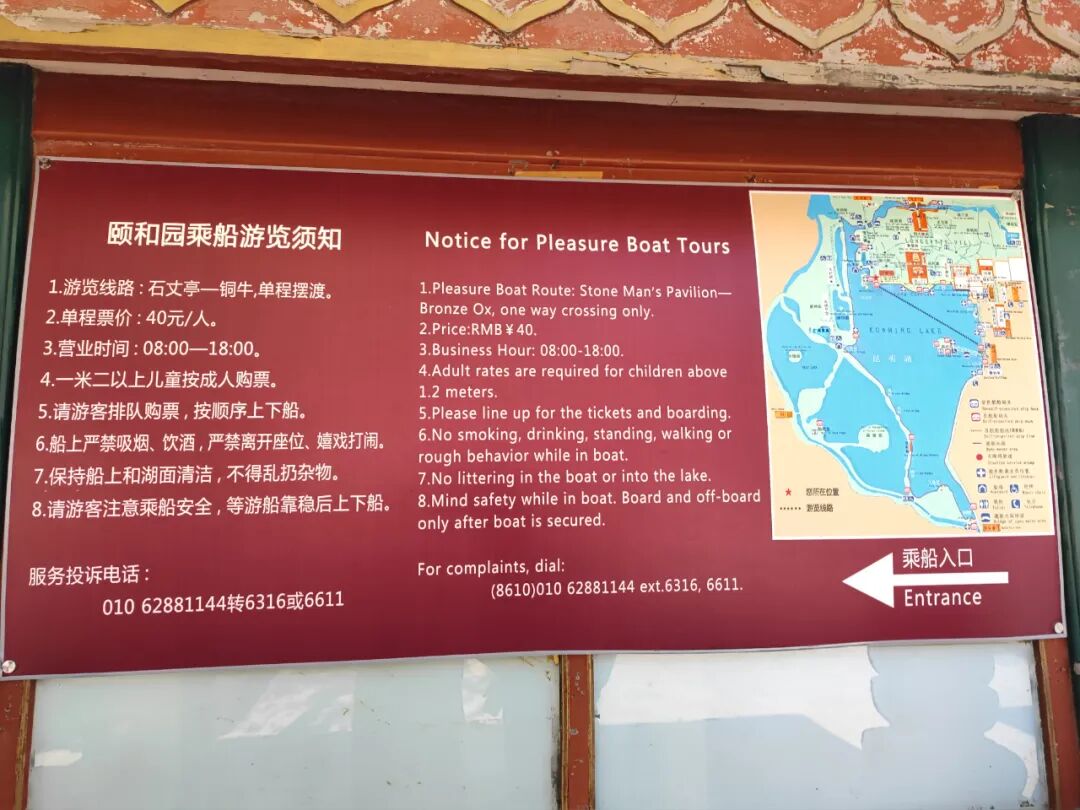 颐和园乘船游览须知
1.游览线路：石丈亭—铜牛,单程摆渡。
2.单程票价：40元/人。
3.营业时间：08:00—18:00。
4.一米二以上儿童按成人购票。
5.请游客排队购票，按顺序上下船。
6.船上严禁吸烟、饮酒，严禁离开座位、嬉戏打闹。
7.保持船上和湖面清洁，不得乱扔杂物。
8.请游客注意乘船安全，等游船靠稳后上下船。
服务投诉电话：
010 62881144转6316或6611
Notice for Pleasure Boat Tours
1.Pleasure Boat Route: Stone Man's Pavilion—
Bronze Ox, one way crossing only.
2.Price:RMB￥40.
3.Business Hour: 08:00-18:00.
4.Adult rates are required for children above
1.2 meters.
5.Please line up for the tickets and boarding.
6.No smoking, drinking, standing, walking or
rough behavior while in boat.
7.No littering in the boat or into the lake.
8.Mind safety while in boat. Board and off-board
only after boat is secured.
For complaints, dial:
(8610)010 62881144 ext.6316, 6611.
KUNMING LAKE
昆明湖
您所在位置
游览线路
乘船入口
Entrance